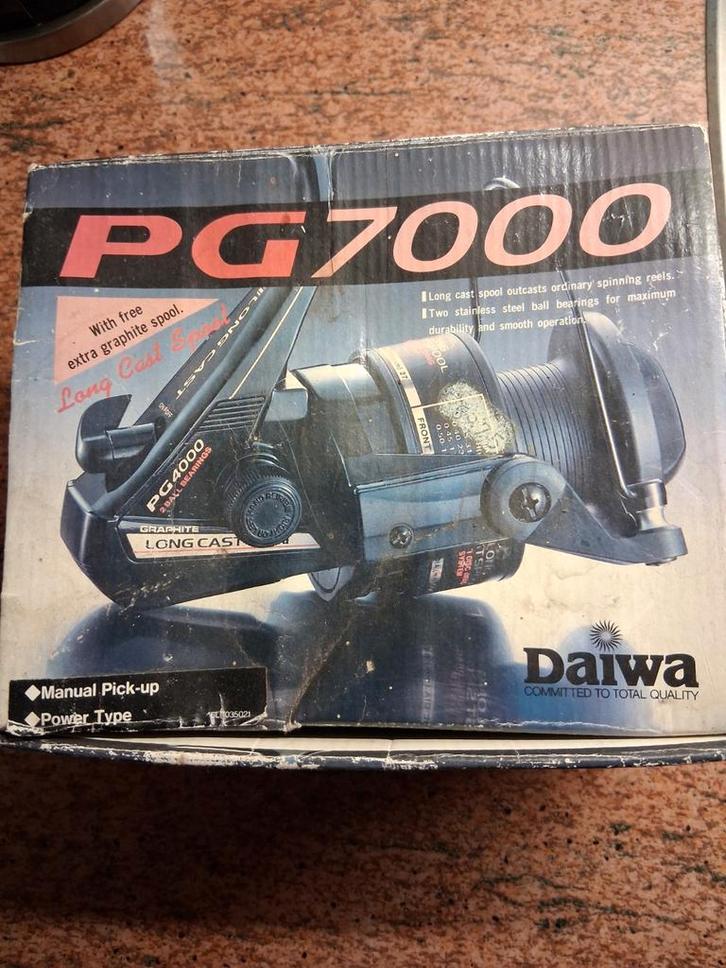 PG7000
With free
extra graphite spool.
Long Cast Spool
Long cast spool outcasts ordinary spinning reels.
Two stainless steel ball bearings for maximum
durability and smooth operation.
LONG CAST
PG4000
2 BALL BEARINGS
FRONT
GRAPHITE
LONG CAST
Daiwa
COMMITTED TO TOTAL QUALITY
◆Manual Pick-up
◆Power Type